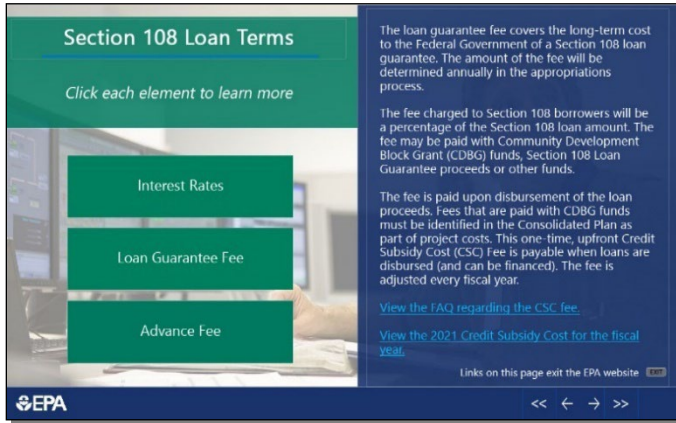 Section 108 Loan Terms
Click each element to learn more
Interest Rates
Loan Guarantee Fee
Advance Fee
The loan guarantee fee covers the long-term cost
to the Federal Government of a Section 108 loan
guarantee. The amount of the fee will be
determined annually in the appropriations
process.
The fee charged to Section 108 borrowers will be
a percentage of the Section 108 loan amount. The
fee may be paid with Community Development
Block Grant (CDBG) funds, Section 108 Loan
Guarantee proceeds or other funds.
The fee is paid upon disbursement of the loan
proceeds. Fees that are paid with CDBG funds
must be identified in the Consolidated Plan as
part of project costs. This one-time, upfront Credit
Subsidy Cost (CSC) Fee is payable when loans are
disbursed (and can be financed). The fee is
adjusted every fiscal year.
View the FAQ regarding the CSC fee.
View the 2021 Credit Subsidy Cost for the fiscal
year.
Links on this page exit the EPA website EXIT
EPA
<< ← → >>